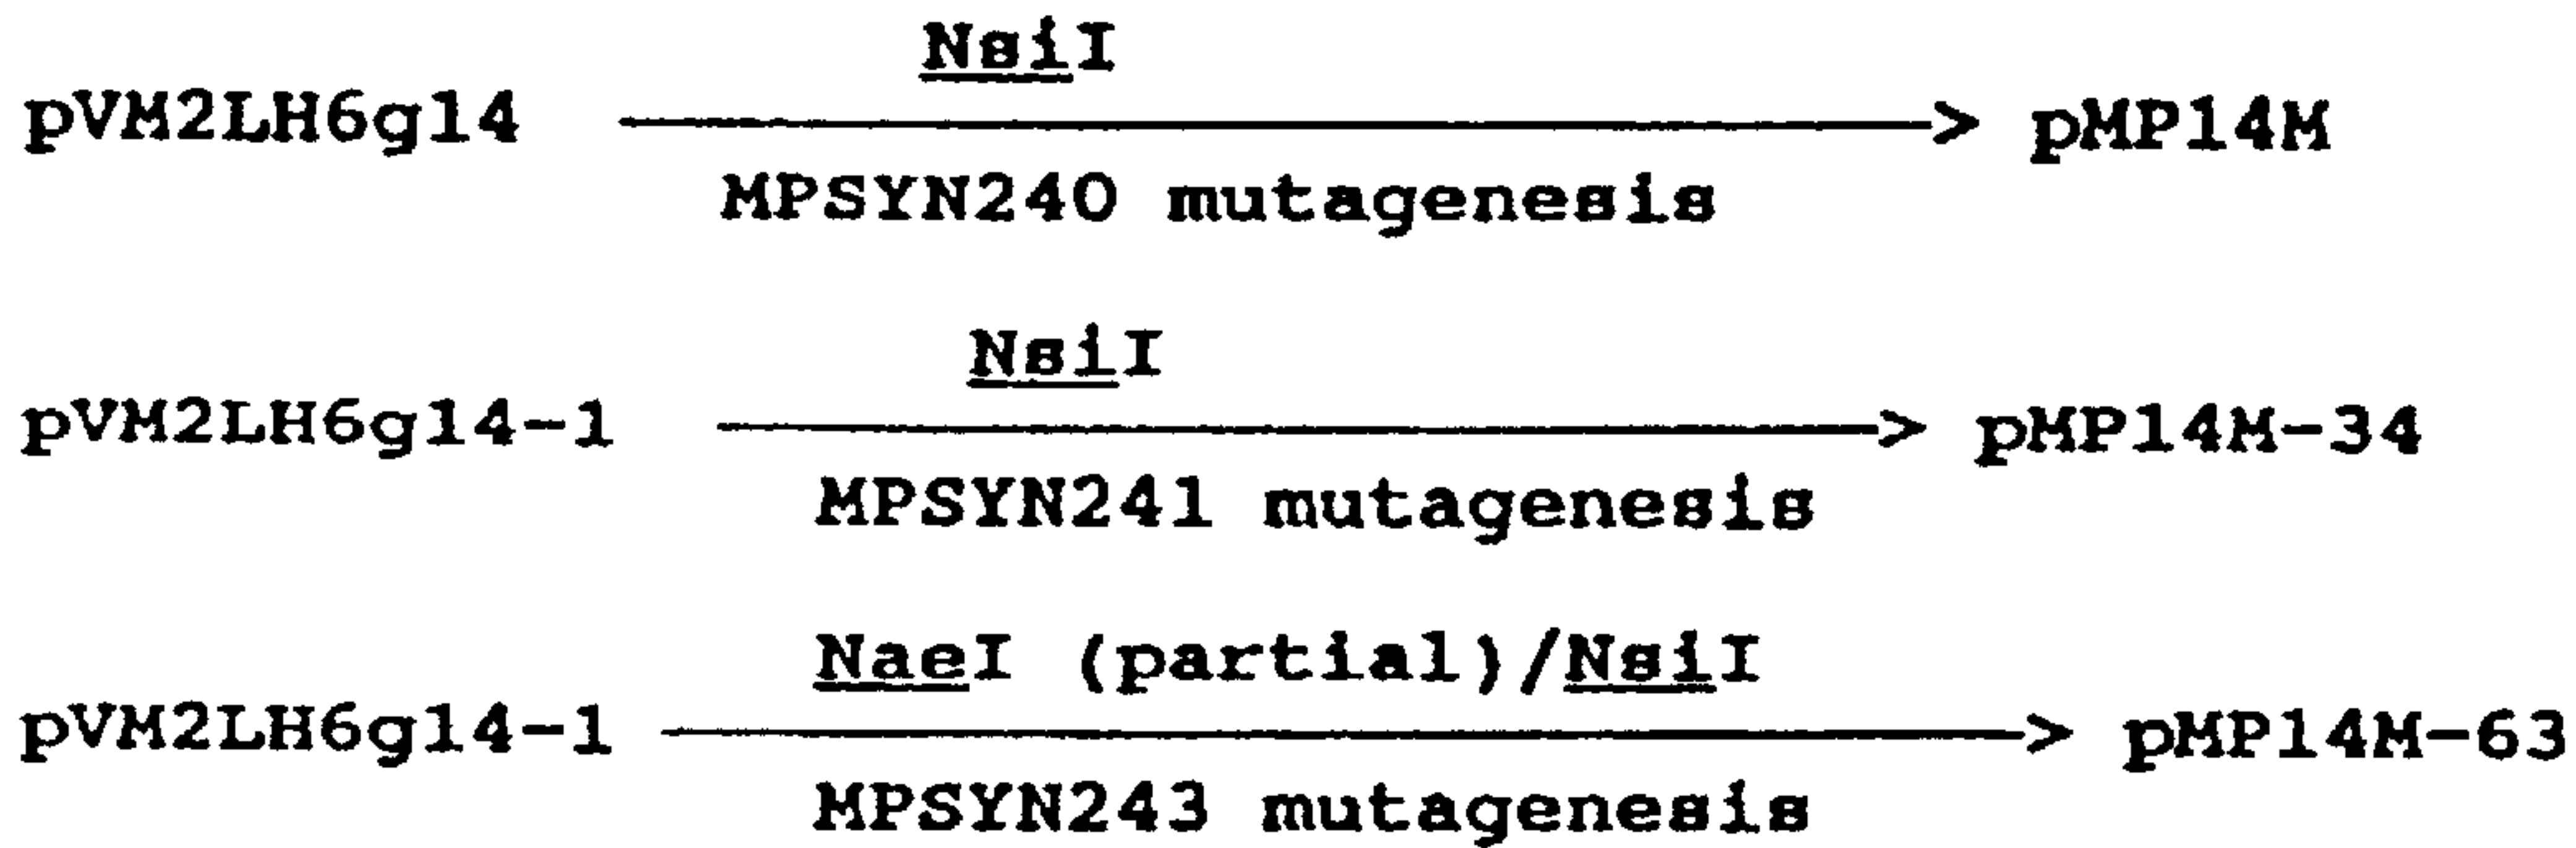 NsiI
pVM2LH6g14 ————> pMP14M
MPSYN240 mutagenesis
NsiI
pVM2LH6g14-1 ————> pMP14M-34
MPSYN241 mutagenesis
NaeI (partial)/NsiI
pVM2LH6g14-1 ————> pMP14M-63
MPSYN243 mutagenesis